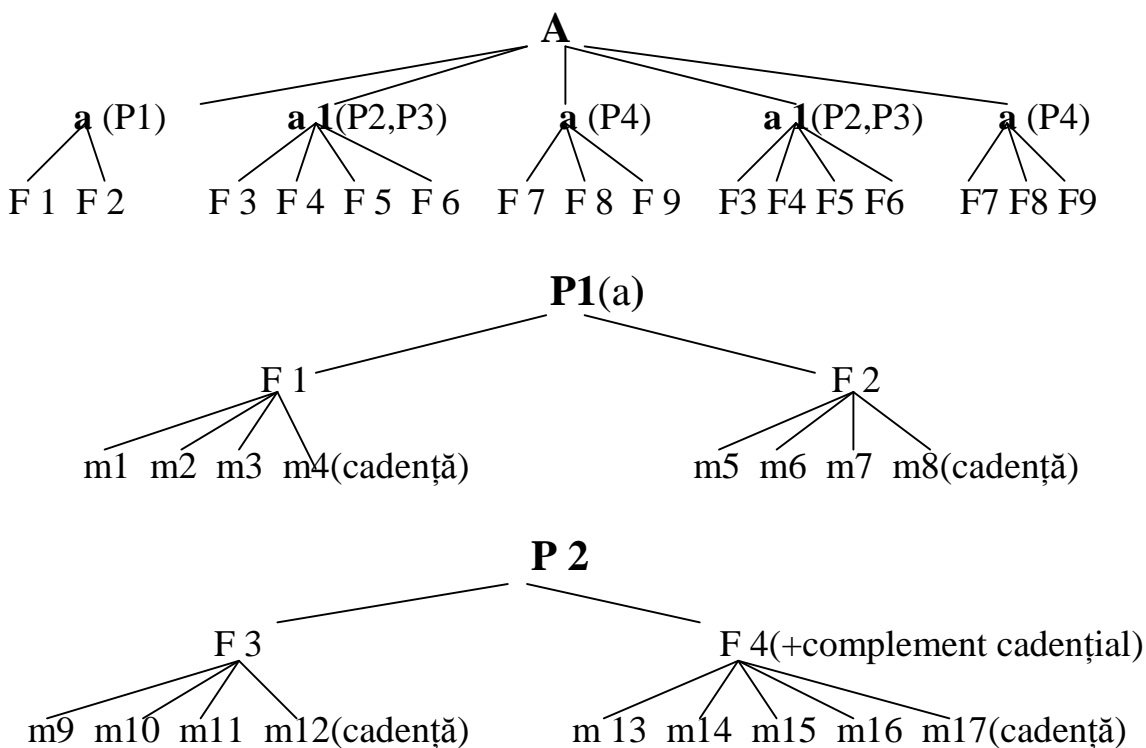 A
a (P1) a 1(P2,P3) a (P4) a 1(P2,P3) a (P4)
F 1 F 2 F 3 F 4 F 5 F 6 F 7 F 8 F 9 F3 F4 F5 F6 F7 F8 F9
P1(a)
F 1 F 2
m1 m2 m3 m4(cadență) m5 m6 m7 m8(cadență)
P 2
F 3 F 4(+complement cadențial)
m9 m10 m11 m12(cadență) m 13 m14 m15 m16 m17(cadență)